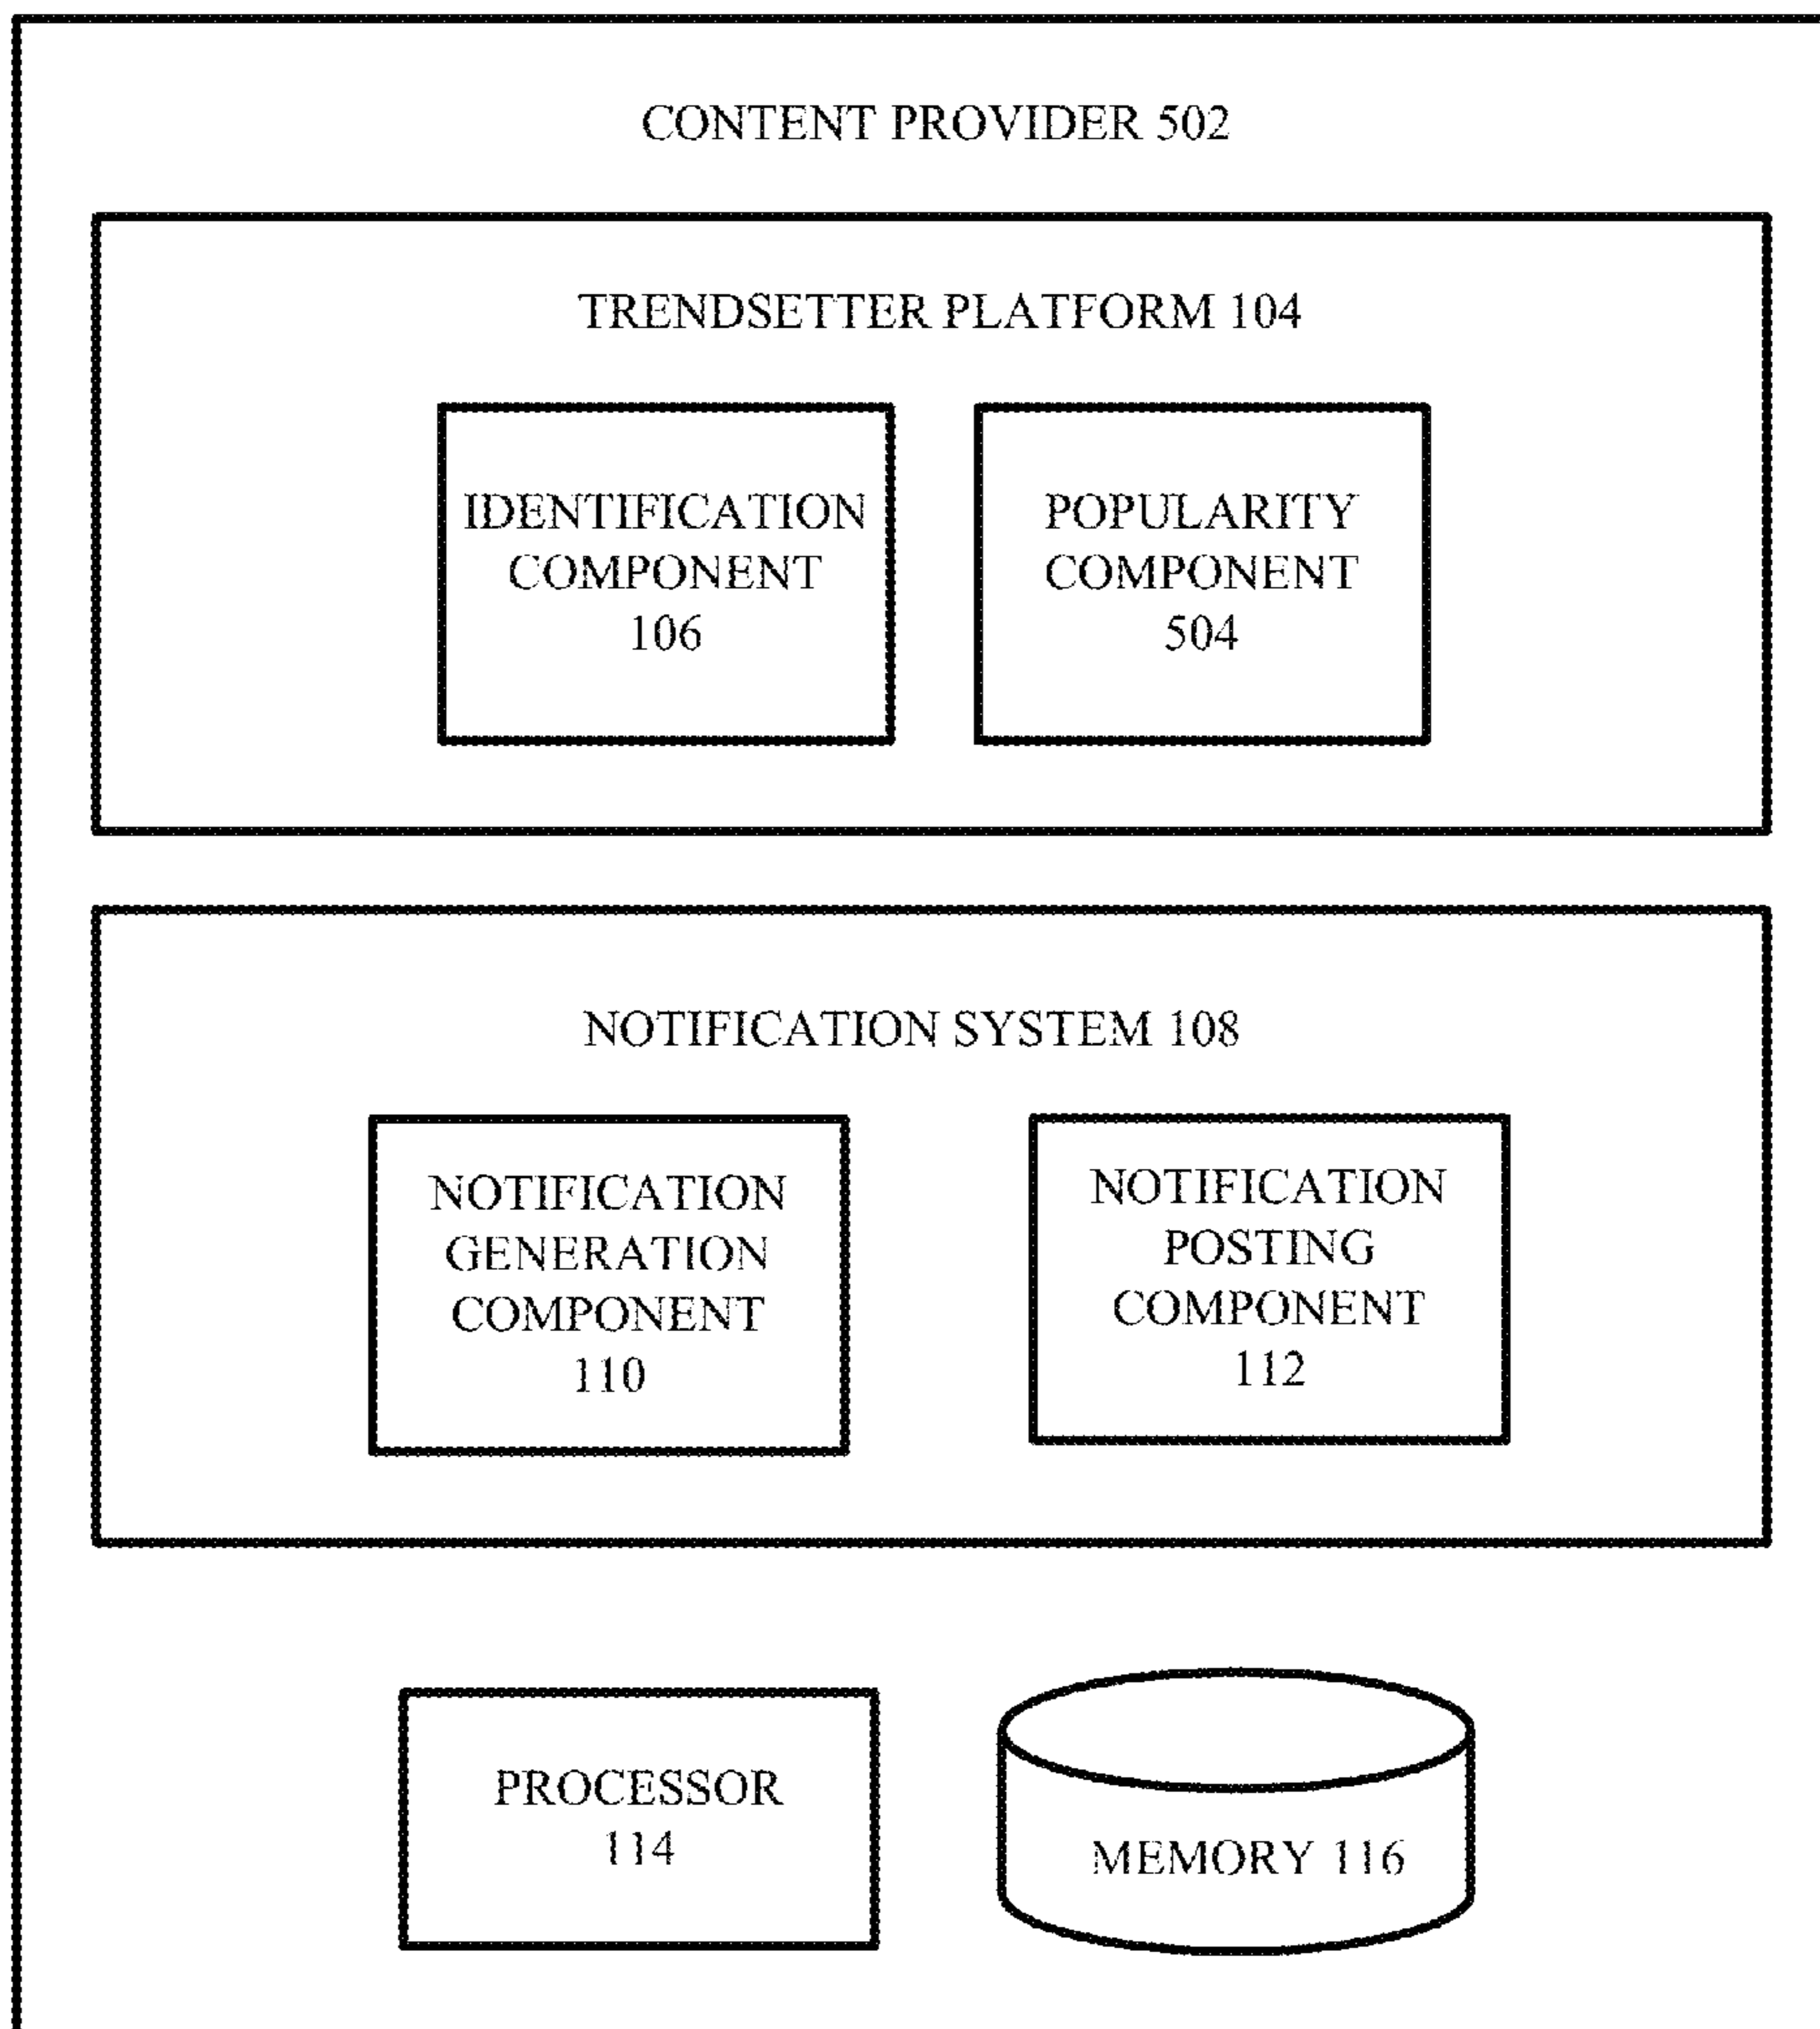 CONTENT PROVIDER 502
TRENDSETTER PLATFORM 104
IDENTIFICATION
COMPONENT
106
POPULARITY
COMPONENT
504
NOTIFICATION SYSTEM 108
NOTIFICATION
GENERATION
COMPONENT
110
NOTIFICATION
POSTING
COMPONENT
112
PROCESSOR
114
MEMORY 116